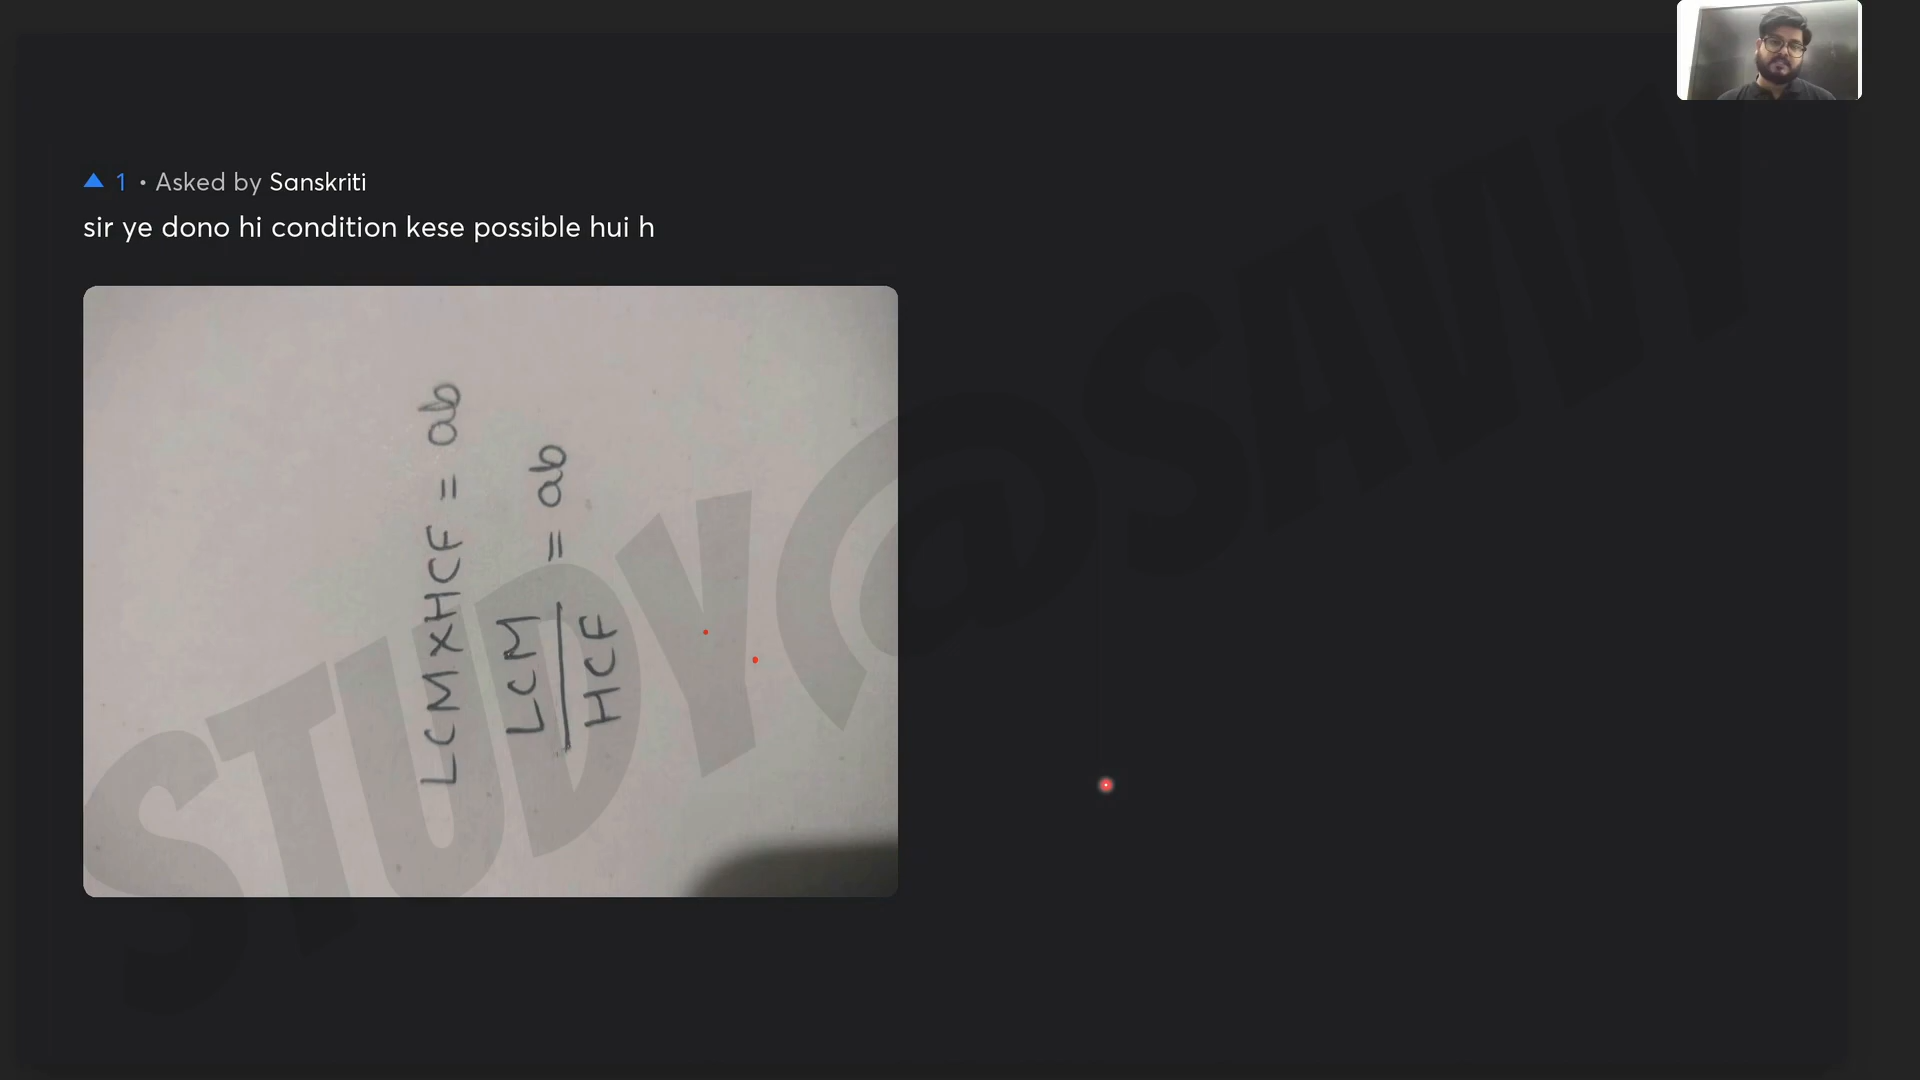 ▲ 1 • Asked by Sanskriti
sir ye dono hi condition kese possible hui h
LCM×HCF = ab
LCM/HCF = ab
STUDY@SAVVY